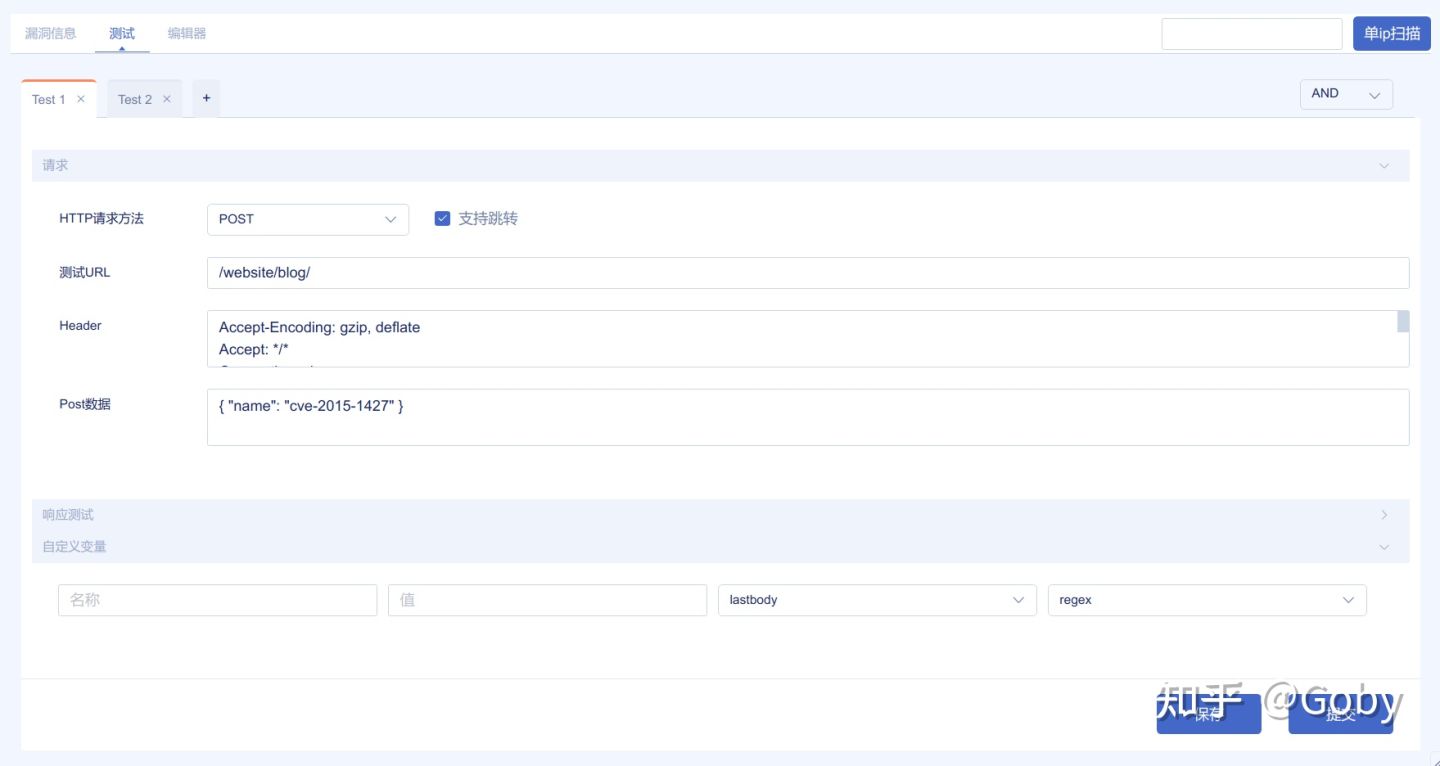 漏洞信息 测试 编辑器 单ip扫描
Test 1 × Test 2 × + AND
请求
HTTP请求方法 POST 支持跳转
测试URL /website/blog/
Header Accept-Encoding: gzip, deflate
Accept: */*
Post数据 { "name": "cve-2015-1427" }
响应测试
自定义变量
名称 值 lastbody regex
知乎 @Goby
保存 提交